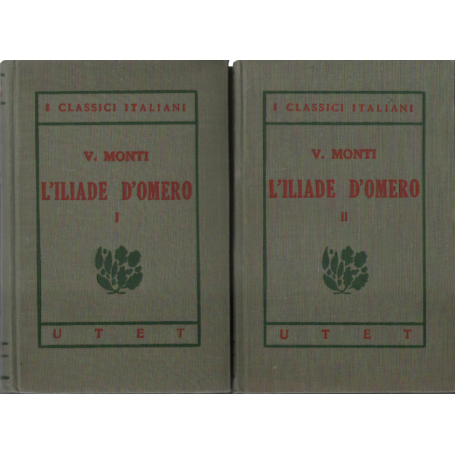 I CLASSICI ITALIANI
V. MONTI
L'ILIADE D'OMERO
I
UTET
I CLASSICI ITALIANI
V. MONTI
L'ILIADE D'OMERO
II
UTET